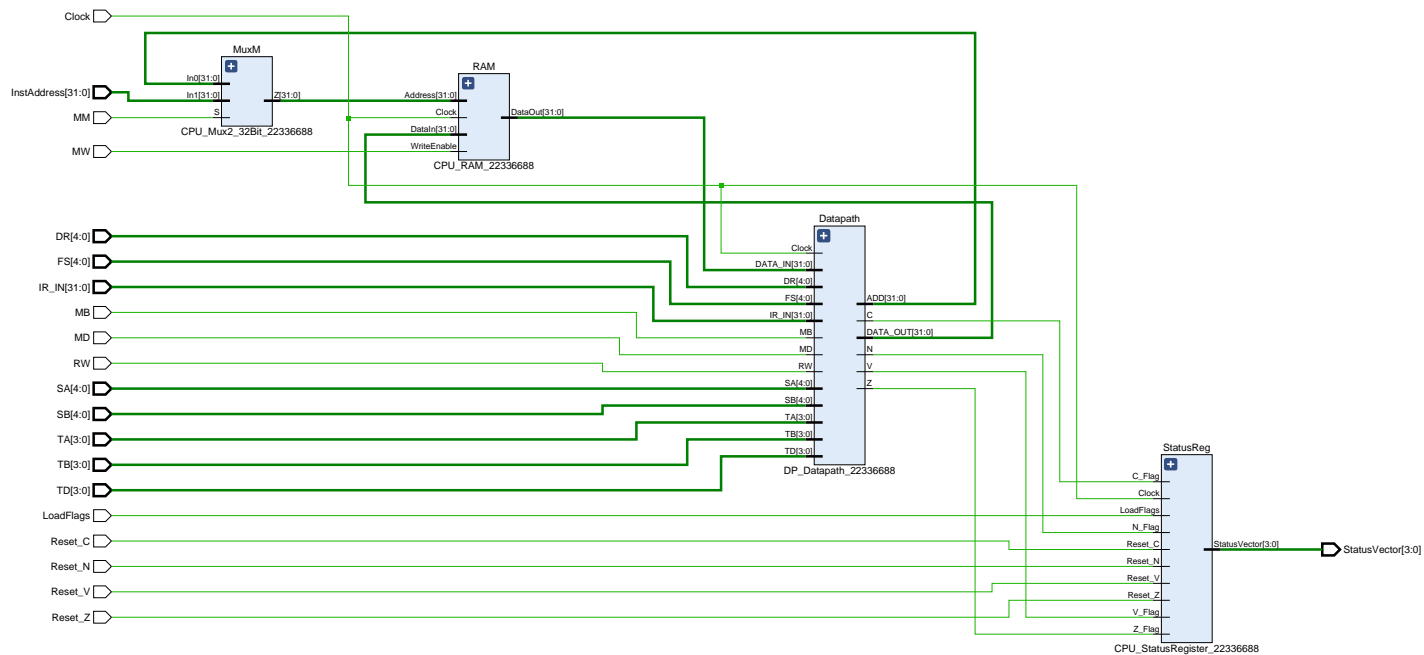 Clock
InstAddress[31:0]
MM
MW
DR[4:0]
FS[4:0]
IR_IN[31:0]
MB
MD
RW
SA[4:0]
SB[4:0]
TA[3:0]
TB[3:0]
TD[3:0]
LoadFlags
Reset_C
Reset_N
Reset_V
Reset_Z
MuxM
In0[31:0]
In1[31:0]
S
Z[31:0]
CPU_Mux2_32Bit_22336688
RAM
Address[31:0]
Clock
DataIn[31:0]
WriteEnable
DataOut[31:0]
CPU_RAM_22336688
Datapath
Clock
DATA_IN[31:0]
DR[4:0]
FS[4:0]
IR_IN[31:0]
MB
MD
RW
SA[4:0]
SB[4:0]
TA[3:0]
TB[3:0]
TD[3:0]
ADD[31:0]
C
DATA_OUT[31:0]
N
V
Z
DP_Datapath_22336688
StatusReg
C_Flag
Clock
LoadFlags
N_Flag
Reset_C
Reset_N
Reset_V
Reset_Z
V_Flag
Z_Flag
StatusVector[3:0]
CPU_StatusRegister_22336688
StatusVector[3:0]